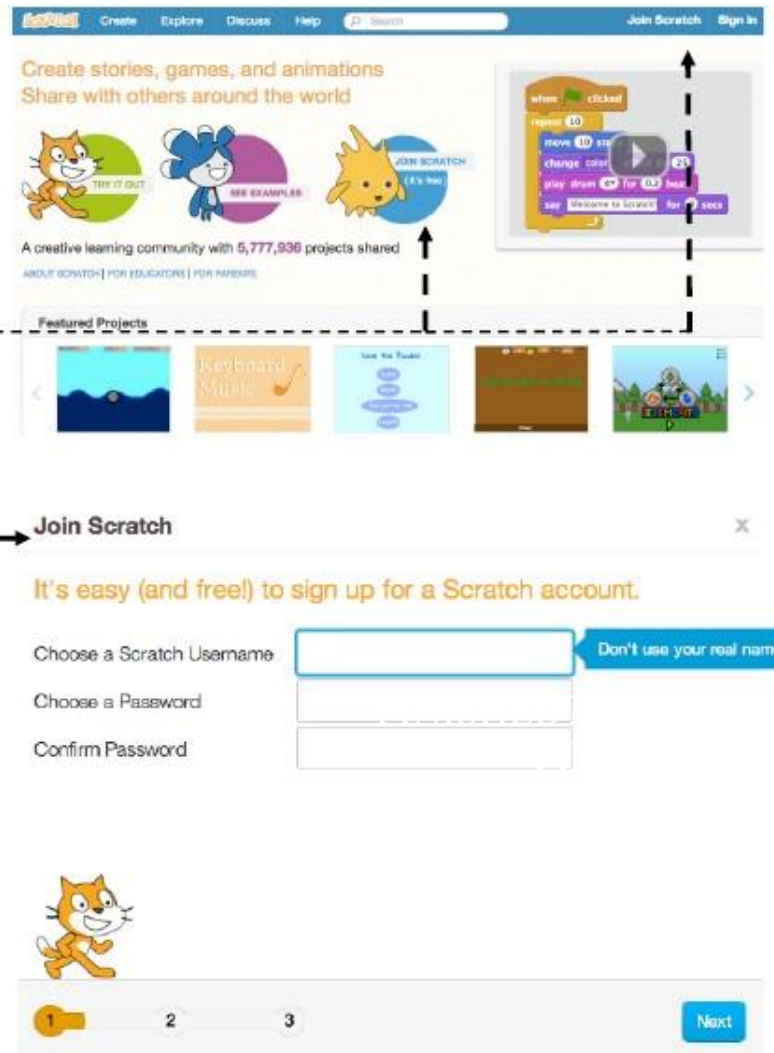 SCRATCH Create Explore Discuss Help Search Join Scratch Sign in
Create stories, games, and animations
Share with others around the world
TRY IT OUT
SEE EXAMPLES
JOIN SCRATCH
(it's free)
when clicked
repeat 10
move 10
change color 25
play drum for 0.2
say Welcome to Scratch! for secs
A creative learning community with 5,777,936 projects shared
ABOUT SCRATCH | FOR EDUCATORS | FOR PARENTS
Featured Projects
Keyboard
Music
Join Scratch x
It's easy (and free!) to sign up for a Scratch account.
Choose a Scratch Username
Don't use your real nam
Choose a Password
Confirm Password
1 2 3 Next